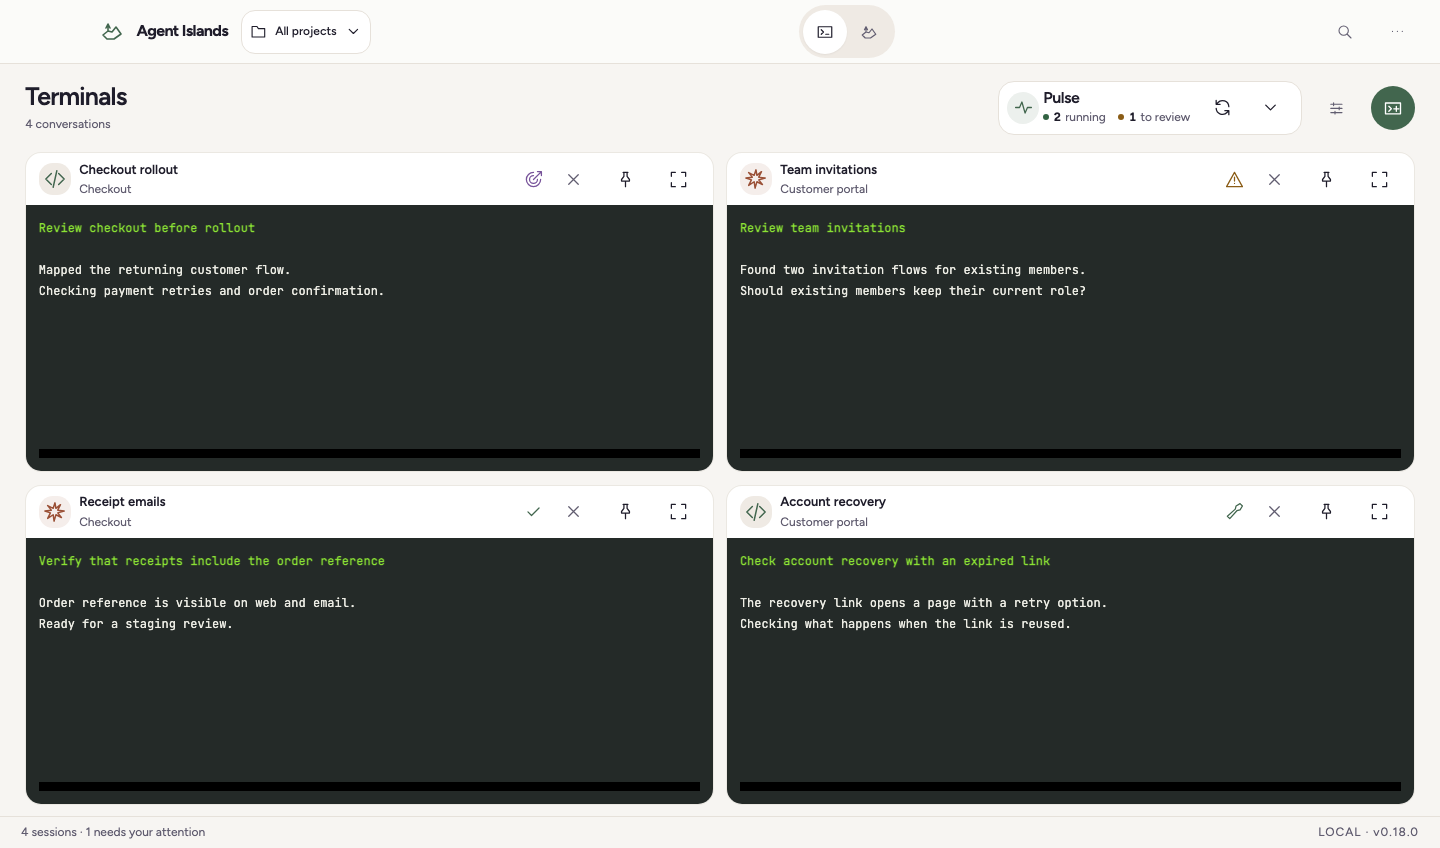 Agent Islands
All projects
Terminals
4 conversations
Pulse
2 running 1 to review
Checkout rollout
Checkout
Review checkout before rollout
Mapped the returning customer flow.
Checking payment retries and order confirmation.
Team invitations
Customer portal
Review team invitations
Found two invitation flows for existing members.
Should existing members keep their current role?
Receipt emails
Checkout
Verify that receipts include the order reference
Order reference is visible on web and email.
Ready for a staging review.
Account recovery
Customer portal
Check account recovery with an expired link
The recovery link opens a page with a retry option.
Checking what happens when the link is reused.
4 sessions · 1 needs your attention
LOCAL · v0.18.0